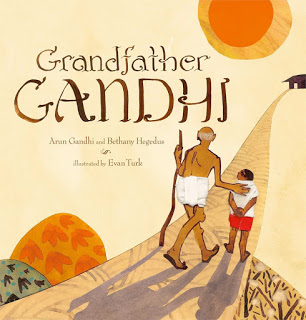 Grandfather
GANDHI
Arun Gandhi and Bethany Hegedus
illustrated by Evan Turk